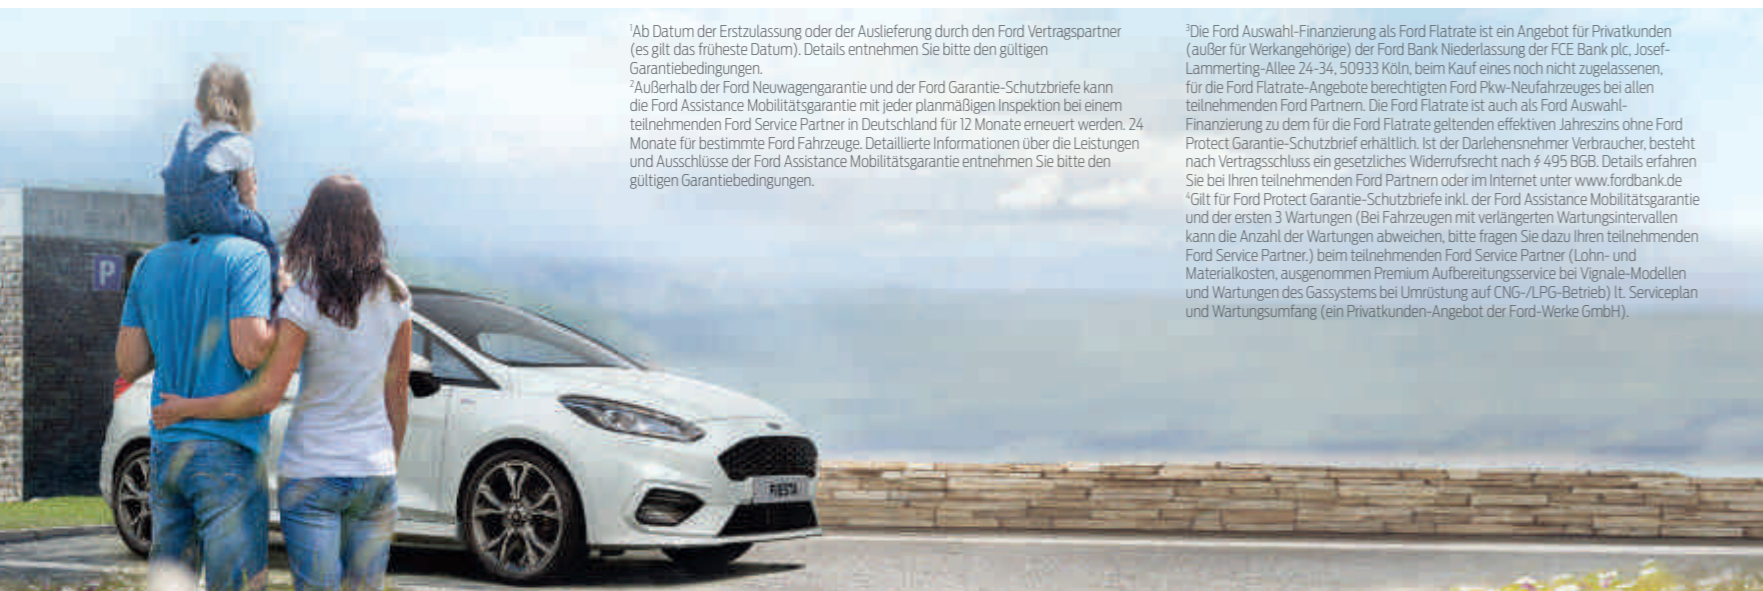 ¹Ab Datum der Erstzulassung oder der Auslieferung durch den Ford Vertragspartner
(es gilt das früheste Datum). Details entnehmen Sie bitte den gültigen
Garantiebedingungen.
²Außerhalb der Ford Neuwagengarantie und der Ford Garantie-Schutzbriefe kann
die Ford Assistance Mobilitätsgarantie mit jeder planmäßigen Inspektion bei einem
teilnehmenden Ford Service Partner in Deutschland für 12 Monate erneuert werden. 24
Monate für bestimmte Ford Fahrzeuge. Detaillierte Informationen über die Leistungen
und Ausschlüsse der Ford Assistance Mobilitätsgarantie entnehmen Sie bitte den
gültigen Garantiebedingungen.
³Die Ford Auswahl-Finanzierung als Ford Flatrate ist ein Angebot für Privatkunden
(außer für Werkangehörige) der Ford Bank Niederlassung der FCE Bank plc, Josef-
Lammerting-Allee 24-34, 50933 Köln, beim Kauf eines noch nicht zugelassenen,
für die Ford Flatrate-Angebote berechtigten Ford Pkw-Neufahrzeuges bei allen
teilnehmenden Ford Partnern. Die Ford Flatrate ist auch als Ford Auswahl-
Finanzierung zu dem für die Ford Flatrate geltenden effektiven Jahreszins ohne Ford
Protect Garantie-Schutzbrief erhältlich. Ist der Darlehensnehmer Verbraucher, besteht
nach Vertragsschluss ein gesetzliches Widerrufsrecht nach § 495 BGB. Details erfahren
Sie bei Ihren teilnehmenden Ford Partnern oder im Internet unter www.fordbank.de
⁴Gilt für Ford Protect Garantie-Schutzbriefe inkl. der Ford Assistance Mobilitätsgarantie
und der ersten 3 Wartungen (Bei Fahrzeugen mit verlängerten Wartungsintervallen
kann die Anzahl der Wartungen abweichen, bitte fragen Sie dazu Ihren teilnehmenden
Ford Service Partner.) beim teilnehmenden Ford Service Partner (Lohn- und
Materialkosten, ausgenommen Premium Aufbereitungsservice bei Vignale-Modellen
und Wartungen des Gassystems bei Umrüstung auf CNG-/LPG-Betrieb) lt. Serviceplan
und Wartungsumfang (ein Privatkunden-Angebot der Ford-Werke GmbH).
P
FIESTA